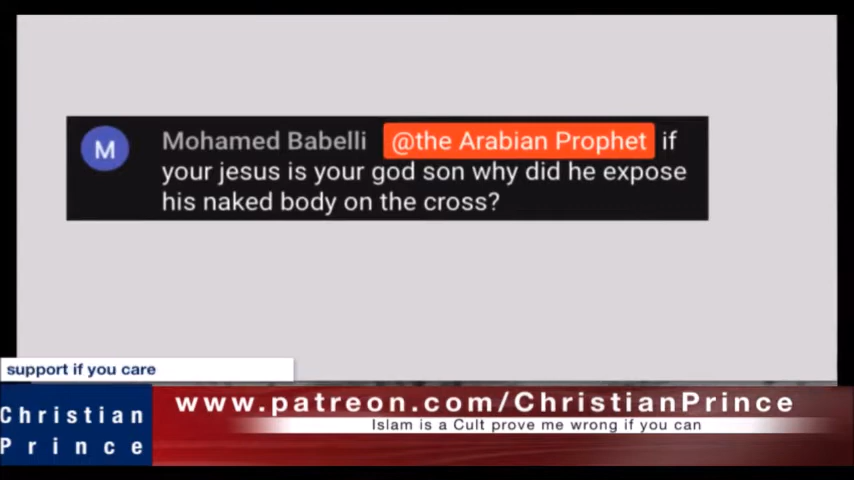 M Mohamed Babelli @the Arabian Prophet if
your jesus is your god son why did he expose
his naked body on the cross?
support if you care
Christian
Prince
www.patreon.com/ChristianPrince
Islam is a Cult prove me wrong if you can